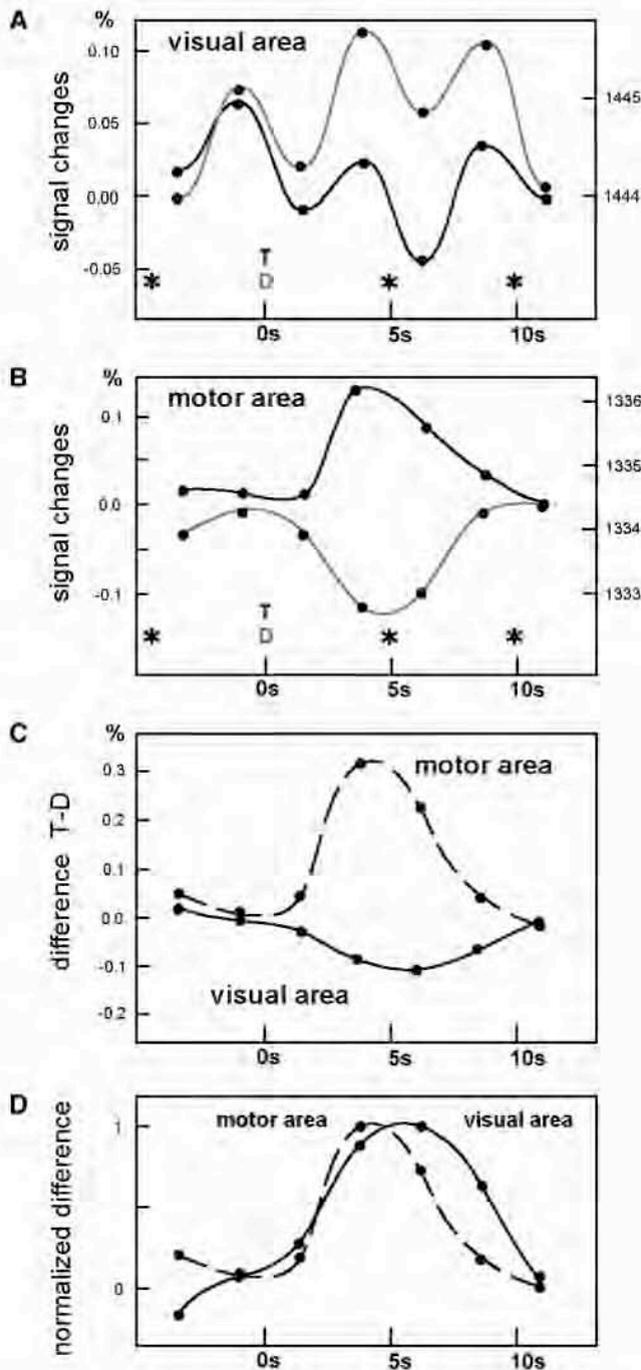 A
%
visual area
signal changes
0.10
0.05
0.00
-0.05
1445
1444
T
* D * *
0s 5s 10s
B
%
motor area
signal changes
0.1
0.0
-0.1
1336
1335
1334
1333
T
* D * *
0s 5s 10s
C
%
motor area
difference T-D
0.3
0.1
0.0
-0.1
-0.2
visual area
0s 5s 10s
D
motor area visual area
normalized difference
1
0
0s 5s 10s